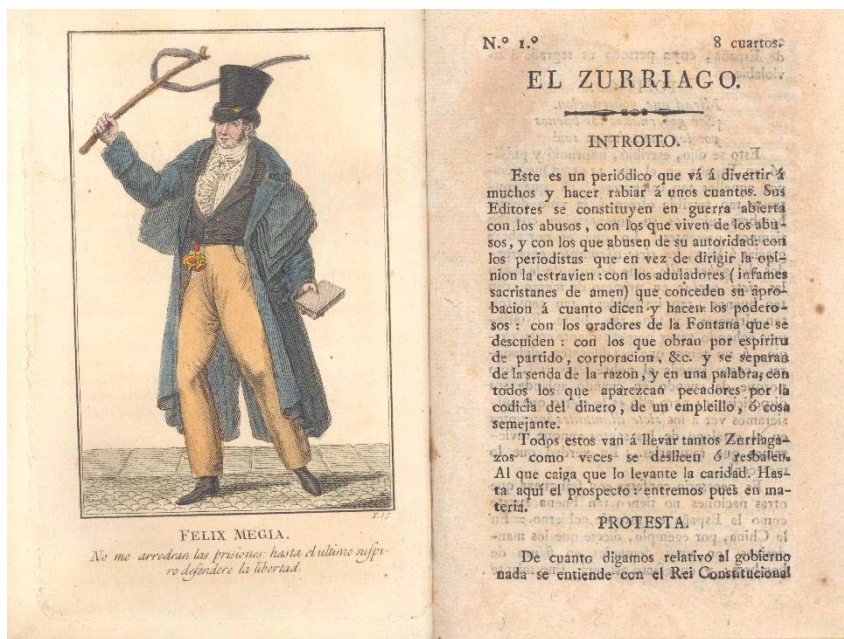 FELIX MEGIA.
No me arredran las prisiones: hasta el ultimo suspi-
ro defendere la libertad.
N.º 1.º 8 cuartos.
EL ZURRIAGO.
INTROITO.
Este es un periódico que vá á divertir á
muchos y hacer rabiar á unos cuantos. Sus
Editores se constituyen en guerra abierta
con los abusos, con los que viven de los abu-
sos, y con los que abusen de su autoridad: con
los periodistas que en vez de dirigir la opi-
nion la estravien: con los aduladores (infames
sacristanes de amen) que conceden su apro-
bacion á cuanto dicen y hacen los podero-
sos: con los oradores de la Fontana que se
descuiden: con los que obran por espíritu
de partido, corporacion, &c. y se separan
de la senda de la razon, y en una palabra, con
todos los que aparezcan pecadores por la
codicia del dinero, de un empleillo, ó cosa
semejante.
Todos estos van á llevar tantos Zurriaga-
zos como veces se deslicen ó resbalen.
Al que caiga que lo levante la caridad. Has-
ta aquí el prospecto: entremos pues en ma-
teria.
PROTESTA.
De cuanto digamos relativo al gobierno
nada se entiende con el Rei Constitucional